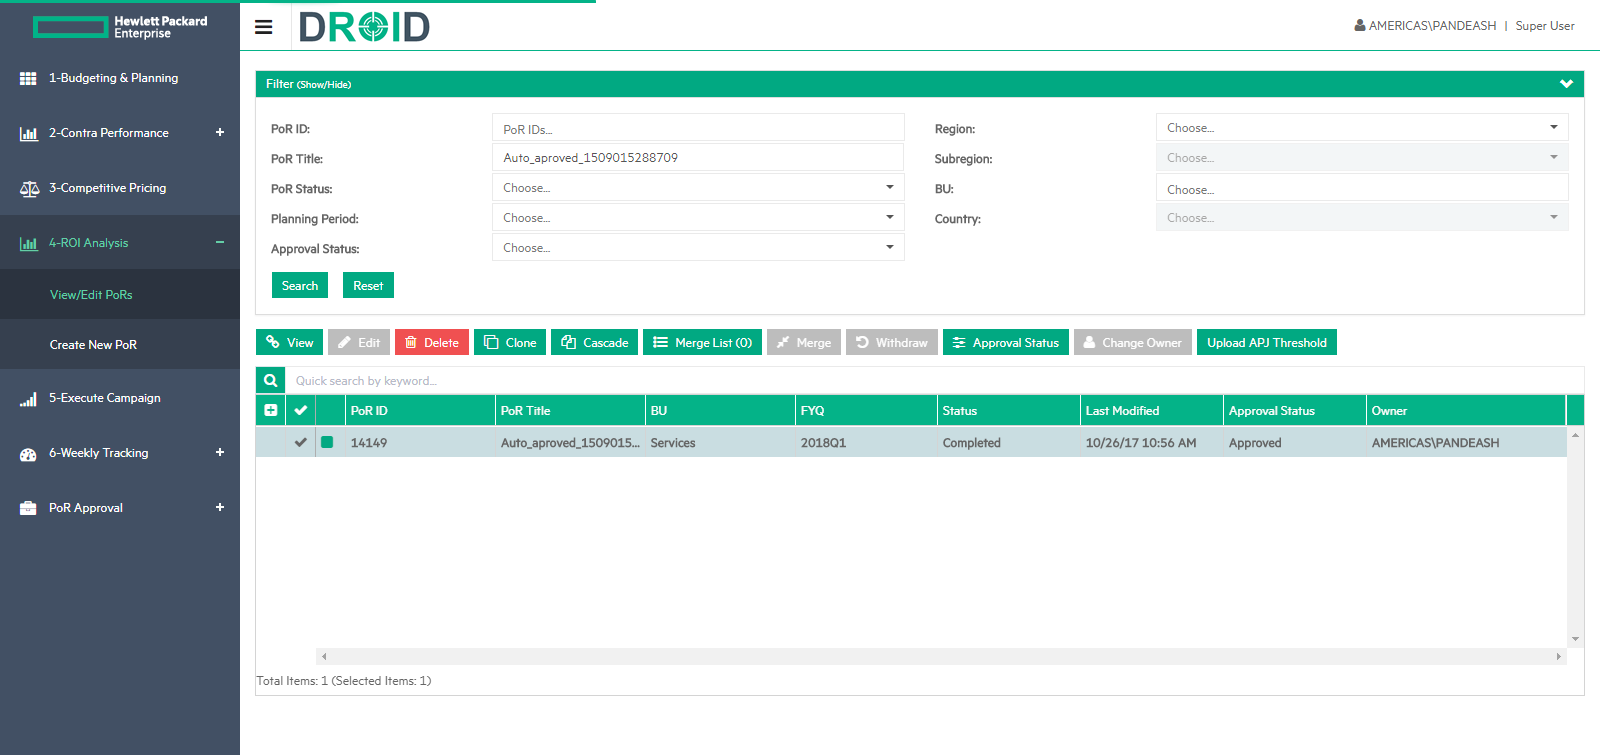 Hewlett Packard
Enterprise
DROID
AMERICAS\PANDEASH | Super User
1-Budgeting & Planning
2-Contra Performance
3-Competitive Pricing
4-ROI Analysis
View/Edit PoRs
Create New PoR
5-Execute Campaign
6-Weekly Tracking
PoR Approval
Filter (Show/Hide)
PoR ID: PoR IDs... Region: Choose...
PoR Title: Auto_aproved_1509015288709 Subregion: Choose...
PoR Status: Choose... BU: Choose...
Planning Period: Choose... Country: Choose...
Approval Status: Choose...
Search Reset
View Edit Delete Clone Cascade Merge List (0) Merge Withdraw Approval Status Change Owner Upload APJ Threshold
Quick search by keyword...
PoR ID PoR Title BU FYQ Status Last Modified Approval Status Owner
14149 Auto_aproved_1509015... Services 2018Q1 Completed 10/26/17 10:56 AM Approved AMERICAS\PANDEASH
Total Items: 1 (Selected Items: 1)